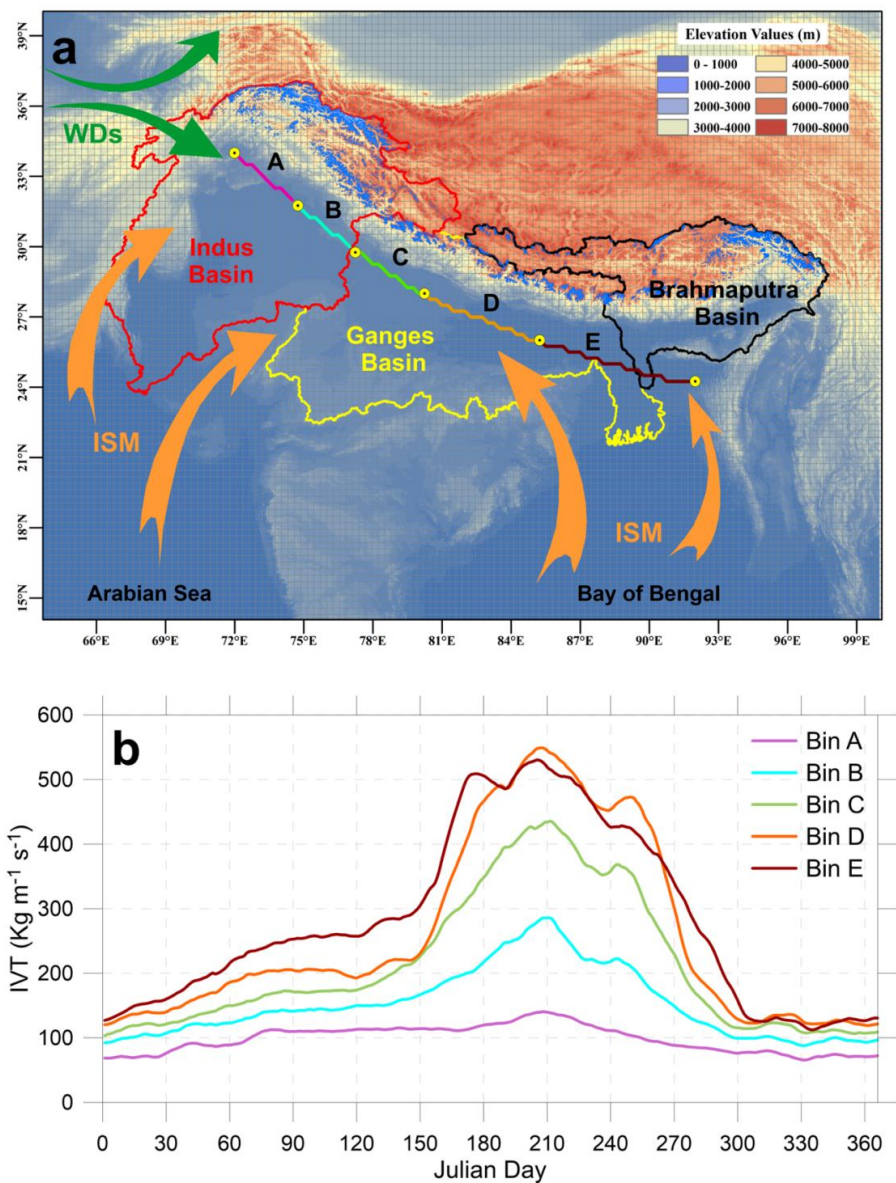 a
Elevation Values (m)
0 - 1000
4000-5000
1000-2000
5000-6000
2000-3000
6000-7000
3000-4000
7000-8000
39°N
36°N
33°N
30°N
27°N
24°N
21°N
18°N
15°N
WDs
A
B
C
D
E
Indus
Basin
Ganges
Basin
Brahmaputra
Basin
ISM
ISM
Arabian Sea
Bay of Bengal
66°E 69°E 72°E 75°E 78°E 81°E 84°E 87°E 90°E 93°E 96°E 99°E
b
IVT (Kg m⁻¹ s⁻¹)
600
500
400
300
200
100
0
Bin A
Bin B
Bin C
Bin D
Bin E
0 30 60 90 120 150 180 210 240 270 300 330 360
Julian Day